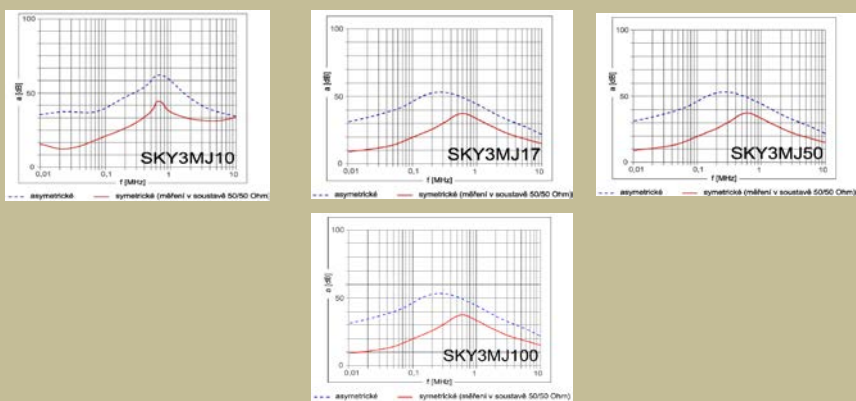 100
50
0
a [dB]
SKY3MJ10
0,01 0,1 1 10
f [MHz]
asymetrické symetrické (měření v soustavě 50/50 Ohm)
100
50
0
a [dB]
SKY3MJ17
0,01 0,1 1 10
f [MHz]
asymetrické symetrické (měření v soustavě 50/50 Ohm)
100
50
0
a [dB]
SKY3MJ50
0,01 0,1 1 10
f [MHz]
asymetrické symetrické (měření v soustavě 50/50 Ohm)
100
50
0
a [dB]
SKY3MJ100
0,01 0,1 1 10
f [MHz]
asymetrické symetrické (měření v soustavě 50/50 Ohm)